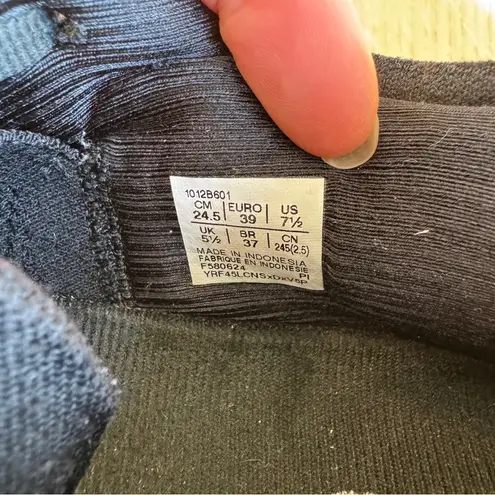 1012B601
CM | EURO | US
24.5 | 39 | 7½
UK | BR | CN
5½ | 37 | 245(2.5)
MADE IN INDONESIA
FABRIQUE EN INDONESIE
F580624 PI
YRF45LCNSxDxV5P